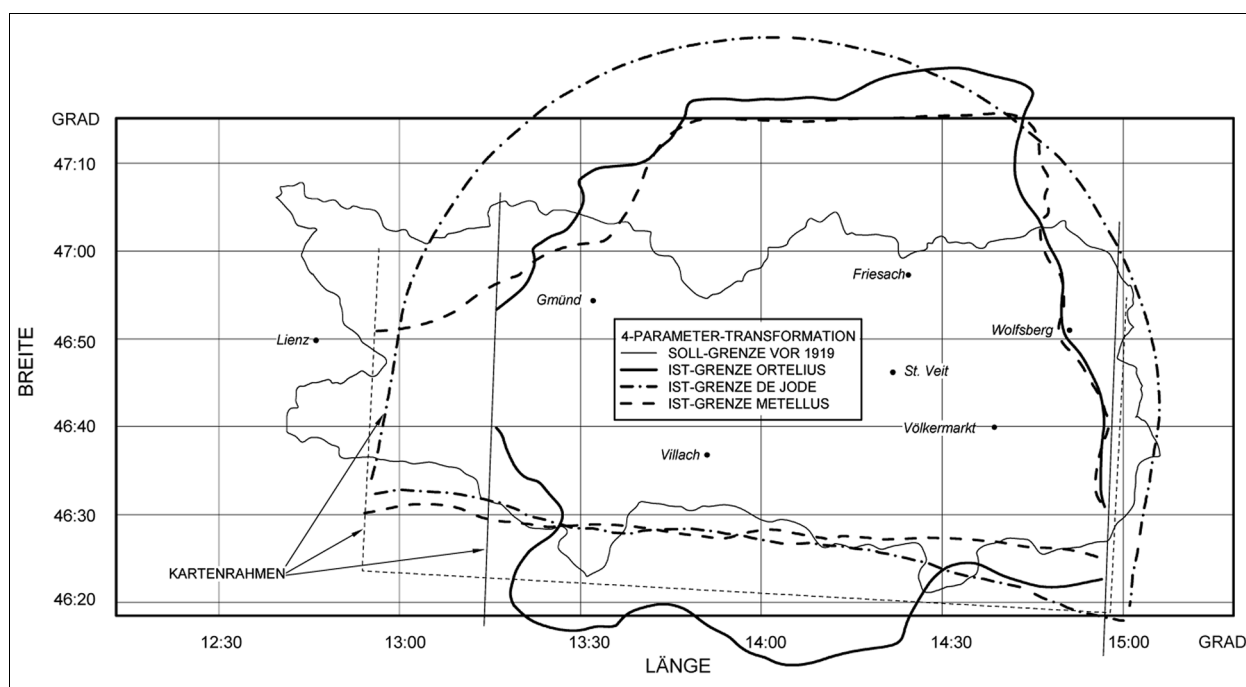 GRAD
47:10
47:00
46:50
46:40
46:30
46:20
BREITE
Lienz
Gmünd
Friesach
Wolfsberg
St. Veit
Völkermarkt
Villach
4-PARAMETER-TRANSFORMATION
SOLL-GRENZE VOR 1919
IST-GRENZE ORTELIUS
IST-GRENZE DE JODE
IST-GRENZE METELLUS
KARTENRAHMEN
12:30 13:00 13:30 14:00 14:30 15:00 GRAD
LÄNGE